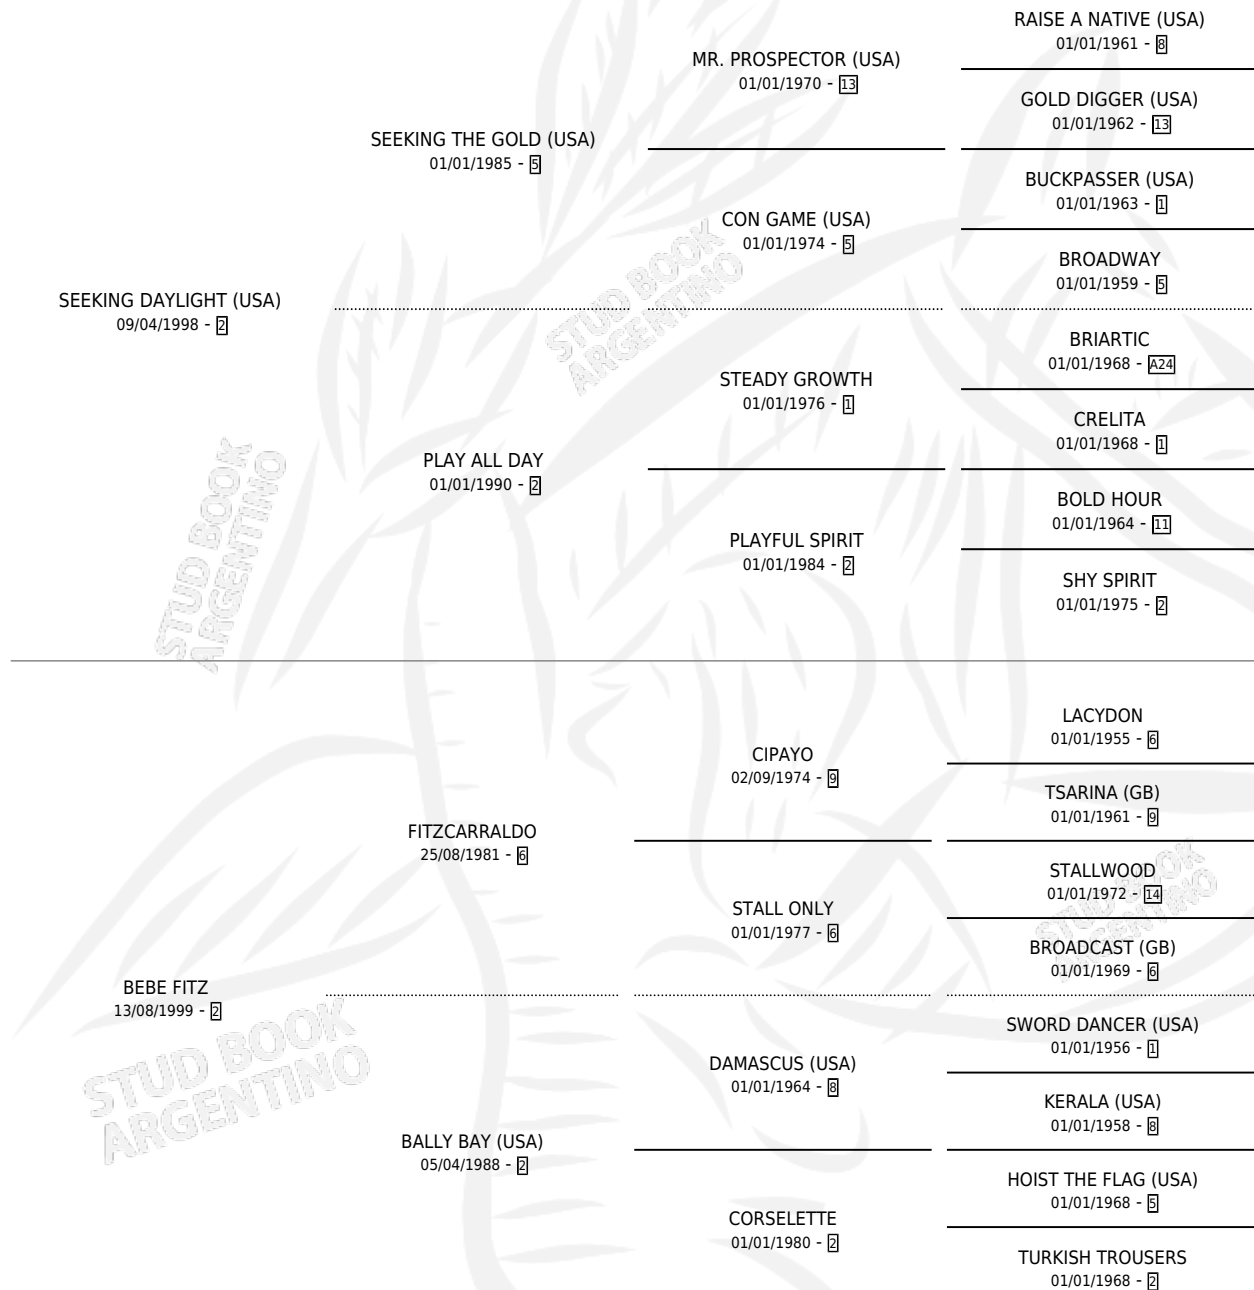 RAISE A NATIVE (USA)
01/01/1961 - 8
MR. PROSPECTOR (USA)
01/01/1970 - 13
GOLD DIGGER (USA)
01/01/1962 - 13
SEEKING THE GOLD (USA)
01/01/1985 - 5
BUCKPASSER (USA)
01/01/1963 - 1
CON GAME (USA)
01/01/1974 - 5
BROADWAY
01/01/1959 - 5
SEEKING DAYLIGHT (USA)
09/04/1998 - 2
BRIARTIC
01/01/1968 - A24
STEADY GROWTH
01/01/1976 - 1
CRELITA
01/01/1968 - 1
PLAY ALL DAY
01/01/1990 - 2
BOLD HOUR
01/01/1964 - 11
PLAYFUL SPIRIT
01/01/1984 - 2
SHY SPIRIT
01/01/1975 - 2
LACYDON
01/01/1955 - 6
CIPAYO
02/09/1974 - 9
TSARINA (GB)
01/01/1961 - 9
FITZCARRALDO
25/08/1981 - 6
STALLWOOD
01/01/1972 - 14
STALL ONLY
01/01/1977 - 6
BROADCAST (GB)
01/01/1969 - 6
BEBE FITZ
13/08/1999 - 2
SWORD DANCER (USA)
01/01/1956 - 1
DAMASCUS (USA)
01/01/1964 - 8
KERALA (USA)
01/01/1958 - 8
BALLY BAY (USA)
05/04/1988 - 2
HOIST THE FLAG (USA)
01/01/1968 - 5
CORSELETTE
01/01/1980 - 2
TURKISH TROUSERS
01/01/1968 - 2
STUD BOOK
ARGENTINO
STUD BOOK
ARGENTINO
STUD BOOK
ARGENTINO
STUD BOOK
ARGENTINO